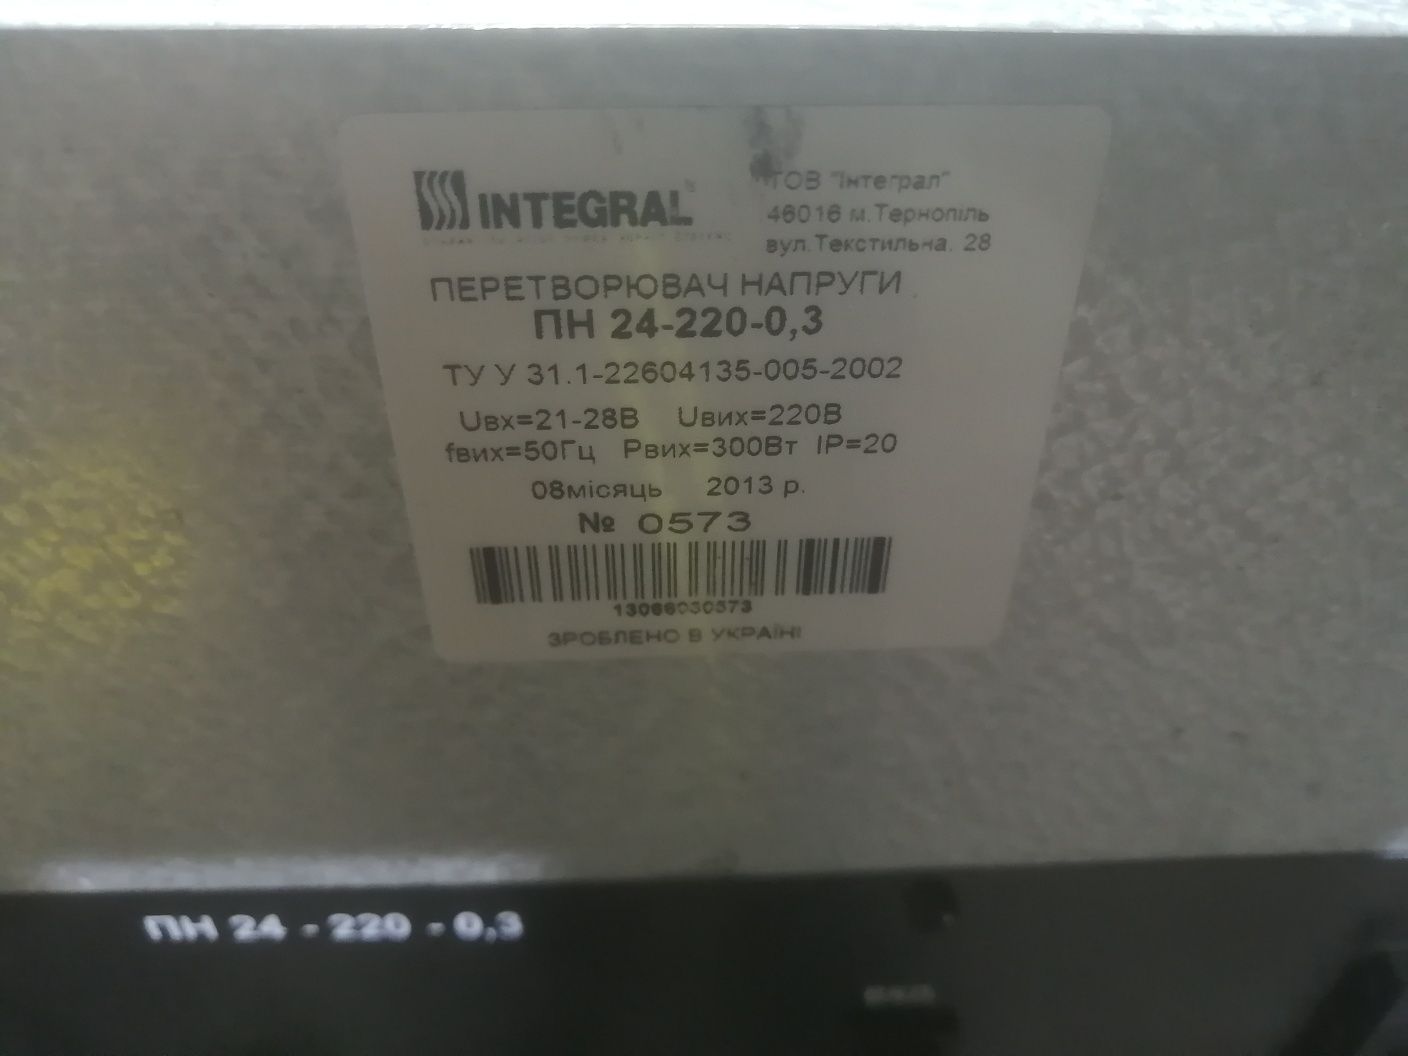 INTEGRAL
ТОВ "Інтеграл"
46016 м.Тернопіль
вул.Текстильна. 28
ПЕРЕТВОРЮВАЧ НАПРУГИ
ПН 24-220-0,3
ТУ У 31.1-22604135-005-2002
Uвх=21-28В Uвих=220В
fвих=50Гц Рвих=300Вт IP=20
08місяць 2013 р.
№ 0573
13086030573
ЗРОБЛЕНО В УКРАЇНІ
ПН 24 - 220 - 0,3